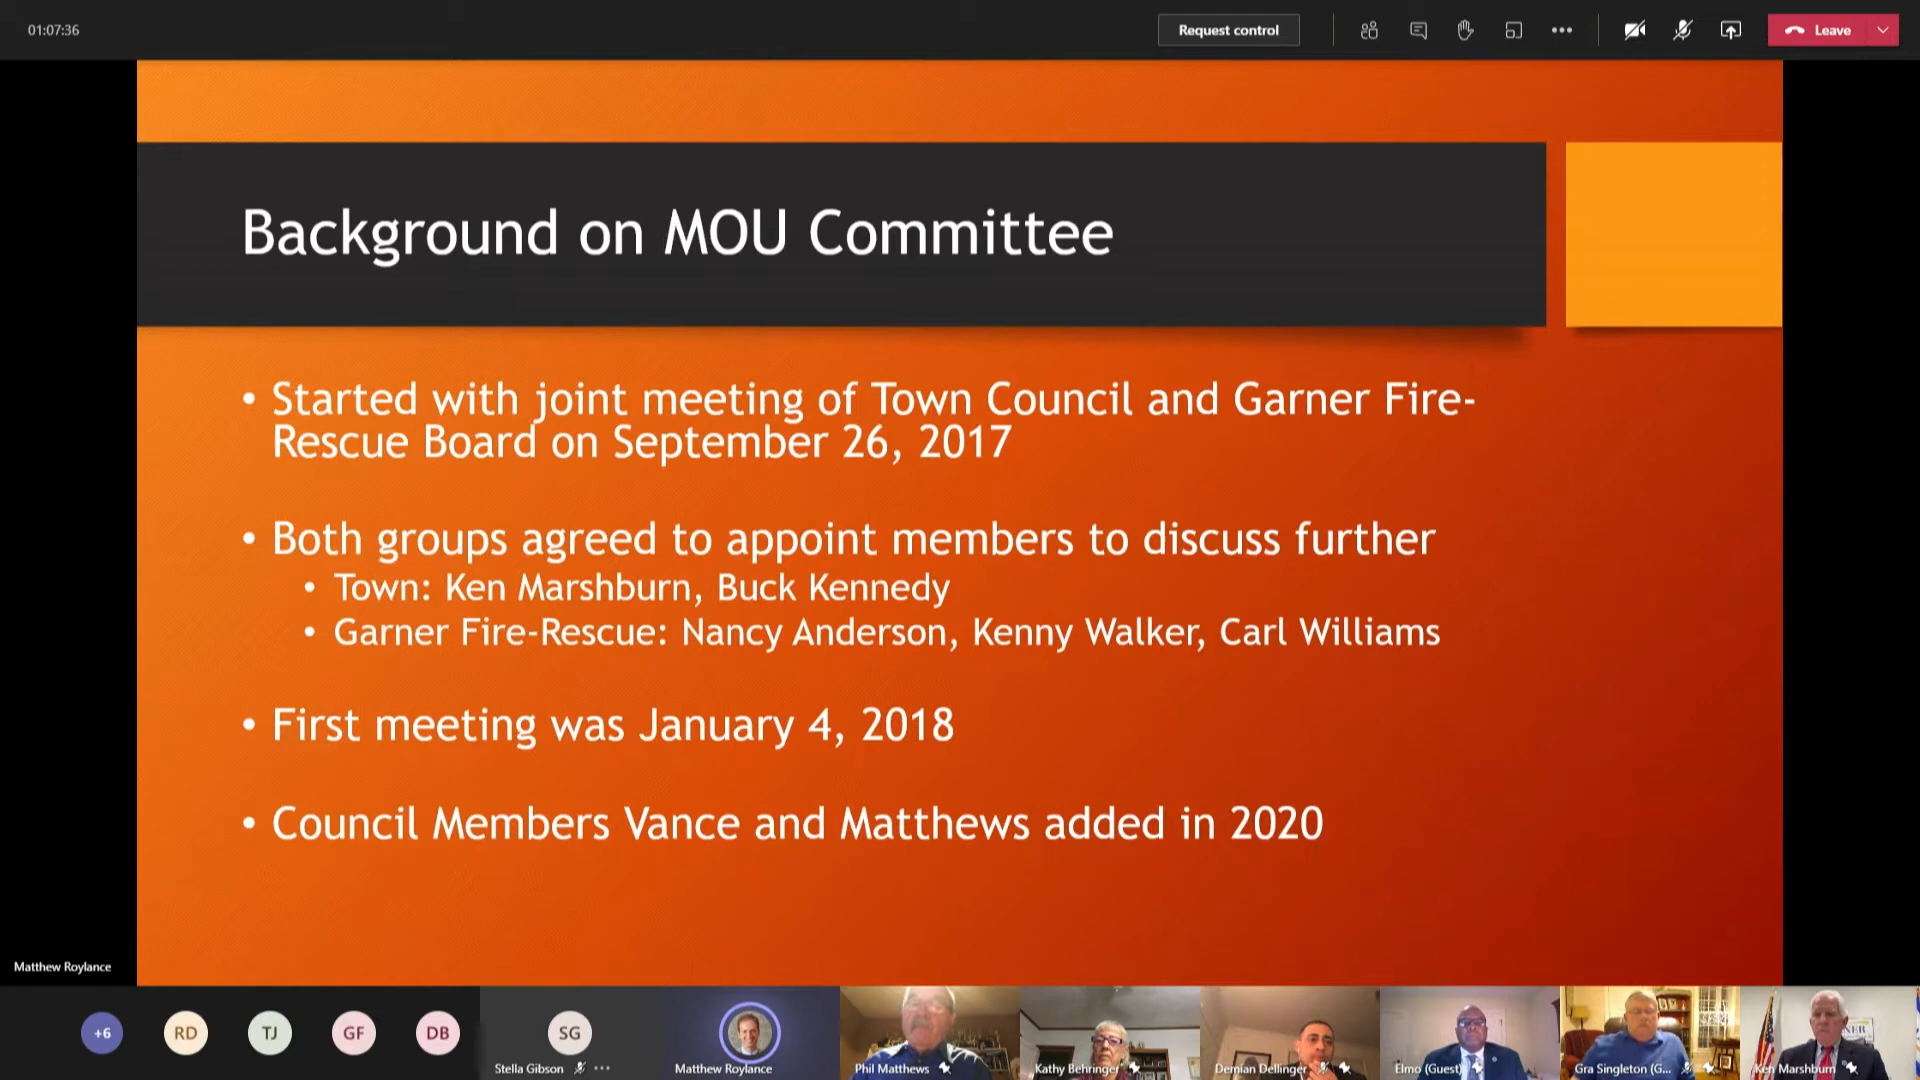 01:07:36
Request control
Leave
Background on MOU Committee
• Started with joint meeting of Town Council and Garner Fire-
Rescue Board on September 26, 2017
• Both groups agreed to appoint members to discuss further
• Town: Ken Marshburn, Buck Kennedy
• Garner Fire-Rescue: Nancy Anderson, Kenny Walker, Carl Williams
• First meeting was January 4, 2018
• Council Members Vance and Matthews added in 2020
Matthew Roylance
+6
RD
TJ
GF
DB
SG
Stella Gibson
Matthew Roylance
Phil Matthews
Kathy Behringer
Demian Dellinger
Elmo (Guest)
Gra Singleton (G...
Ken Marshburn